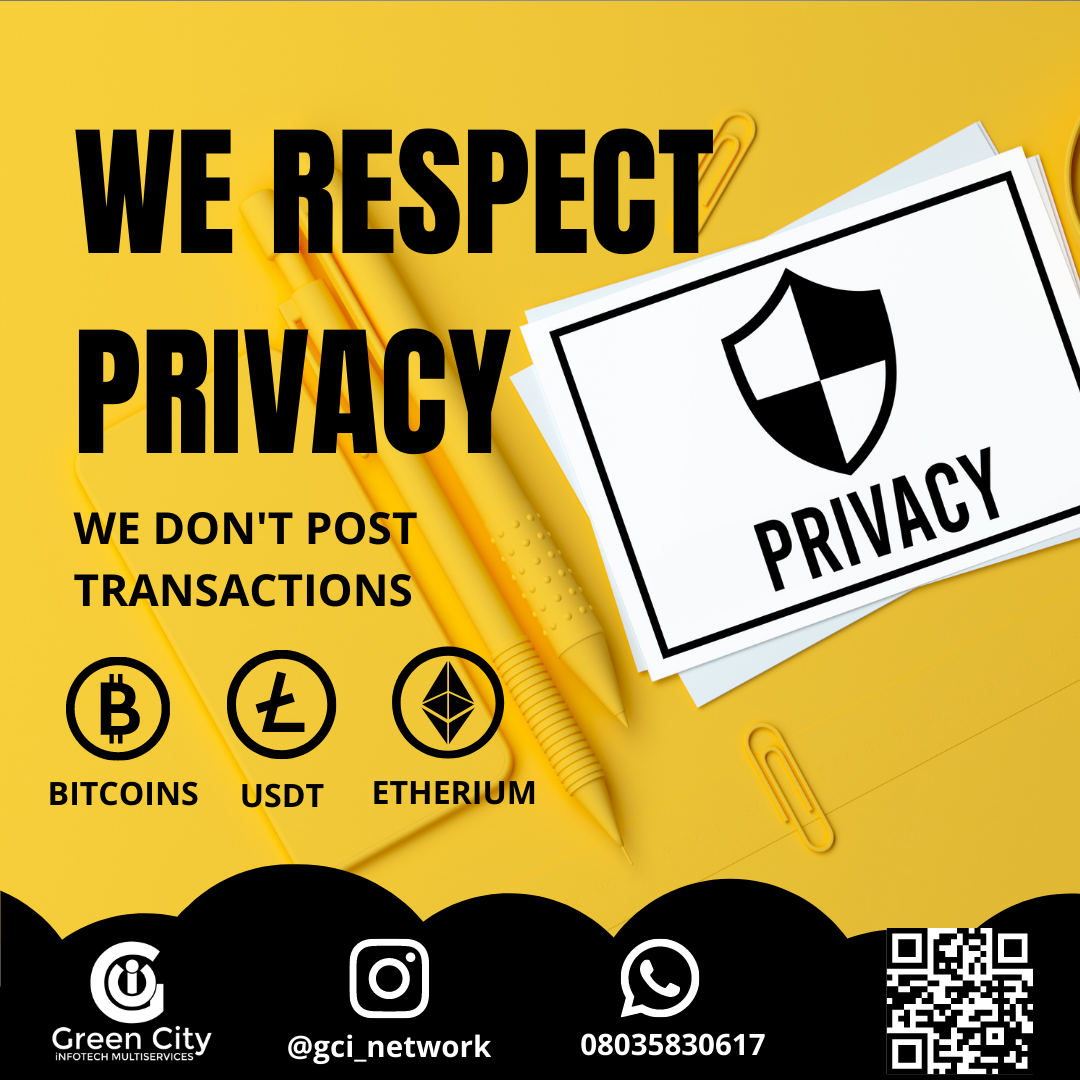 WE RESPECT
PRIVACY
PRIVACY
WE DON'T POST
TRANSACTIONS
BITCOINS
USDT
ETHERIUM
Green City
iNFOTECH MULTISERVICES
@gci_network
08035830617